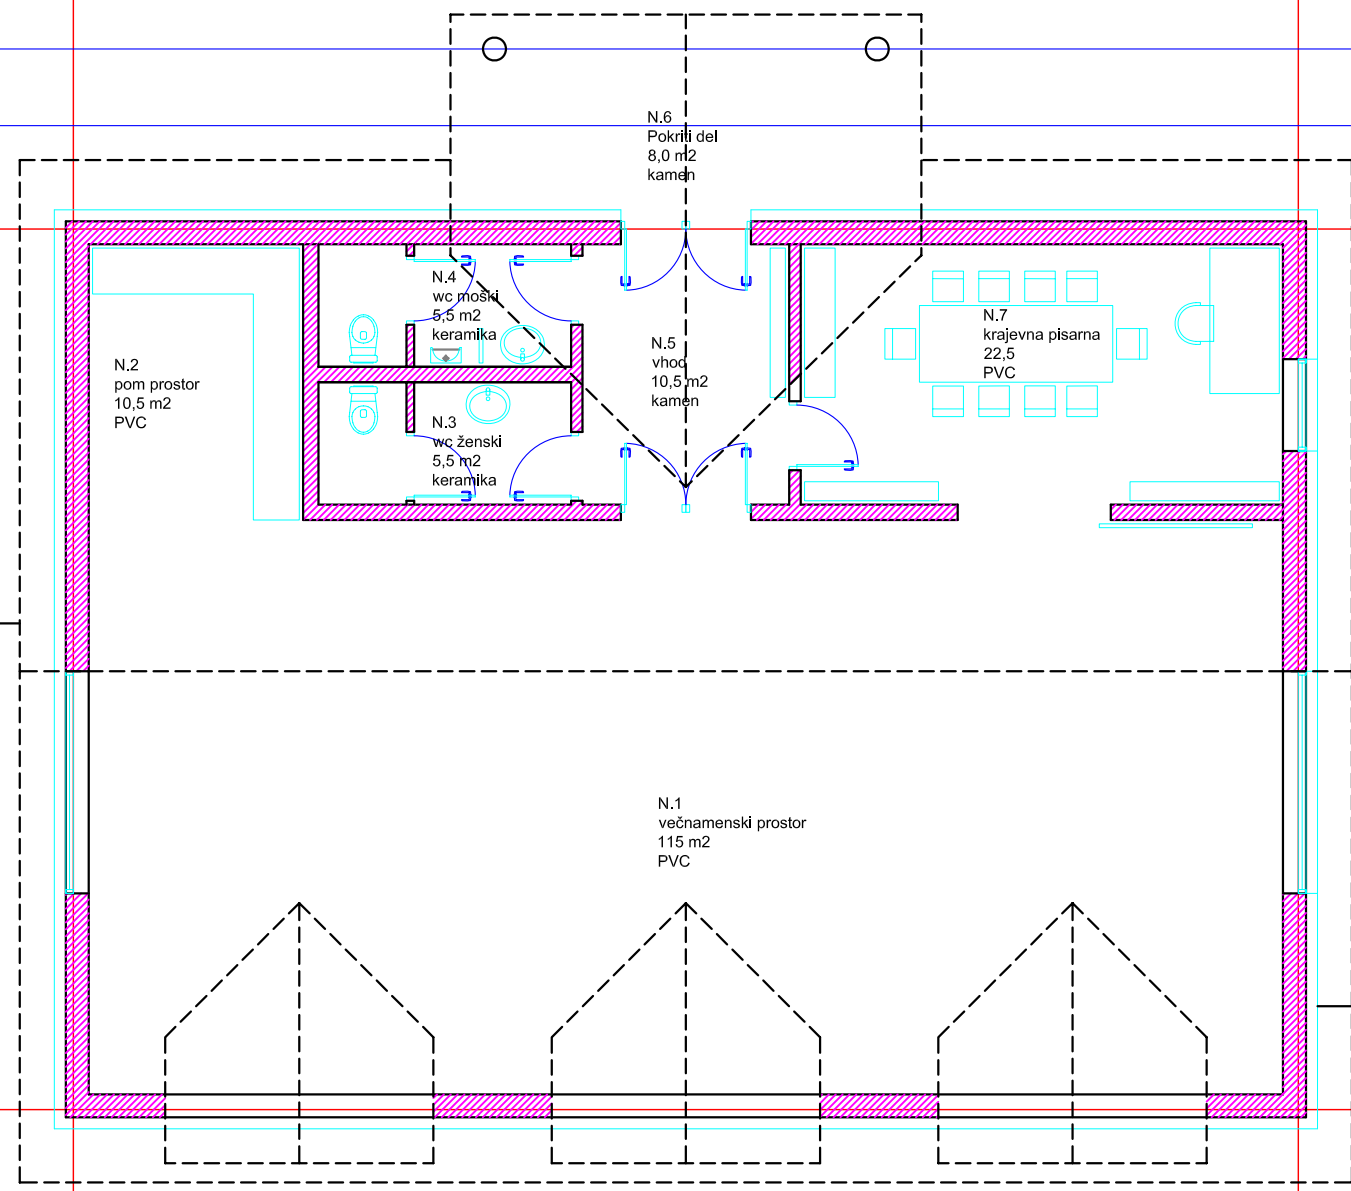 N.6
Pokriti del
8,0 m2
kamen
N.4
wc moški
5,5 m2
keramika
N.7
krajevna pisarna
22,5
PVC
N.5
vhod
10,5 m2
kamen
N.2
pom prostor
10,5 m2
PVC
N.3
wc ženski
5,5 m2
keramika
N.1
večnamenski prostor
115 m2
PVC